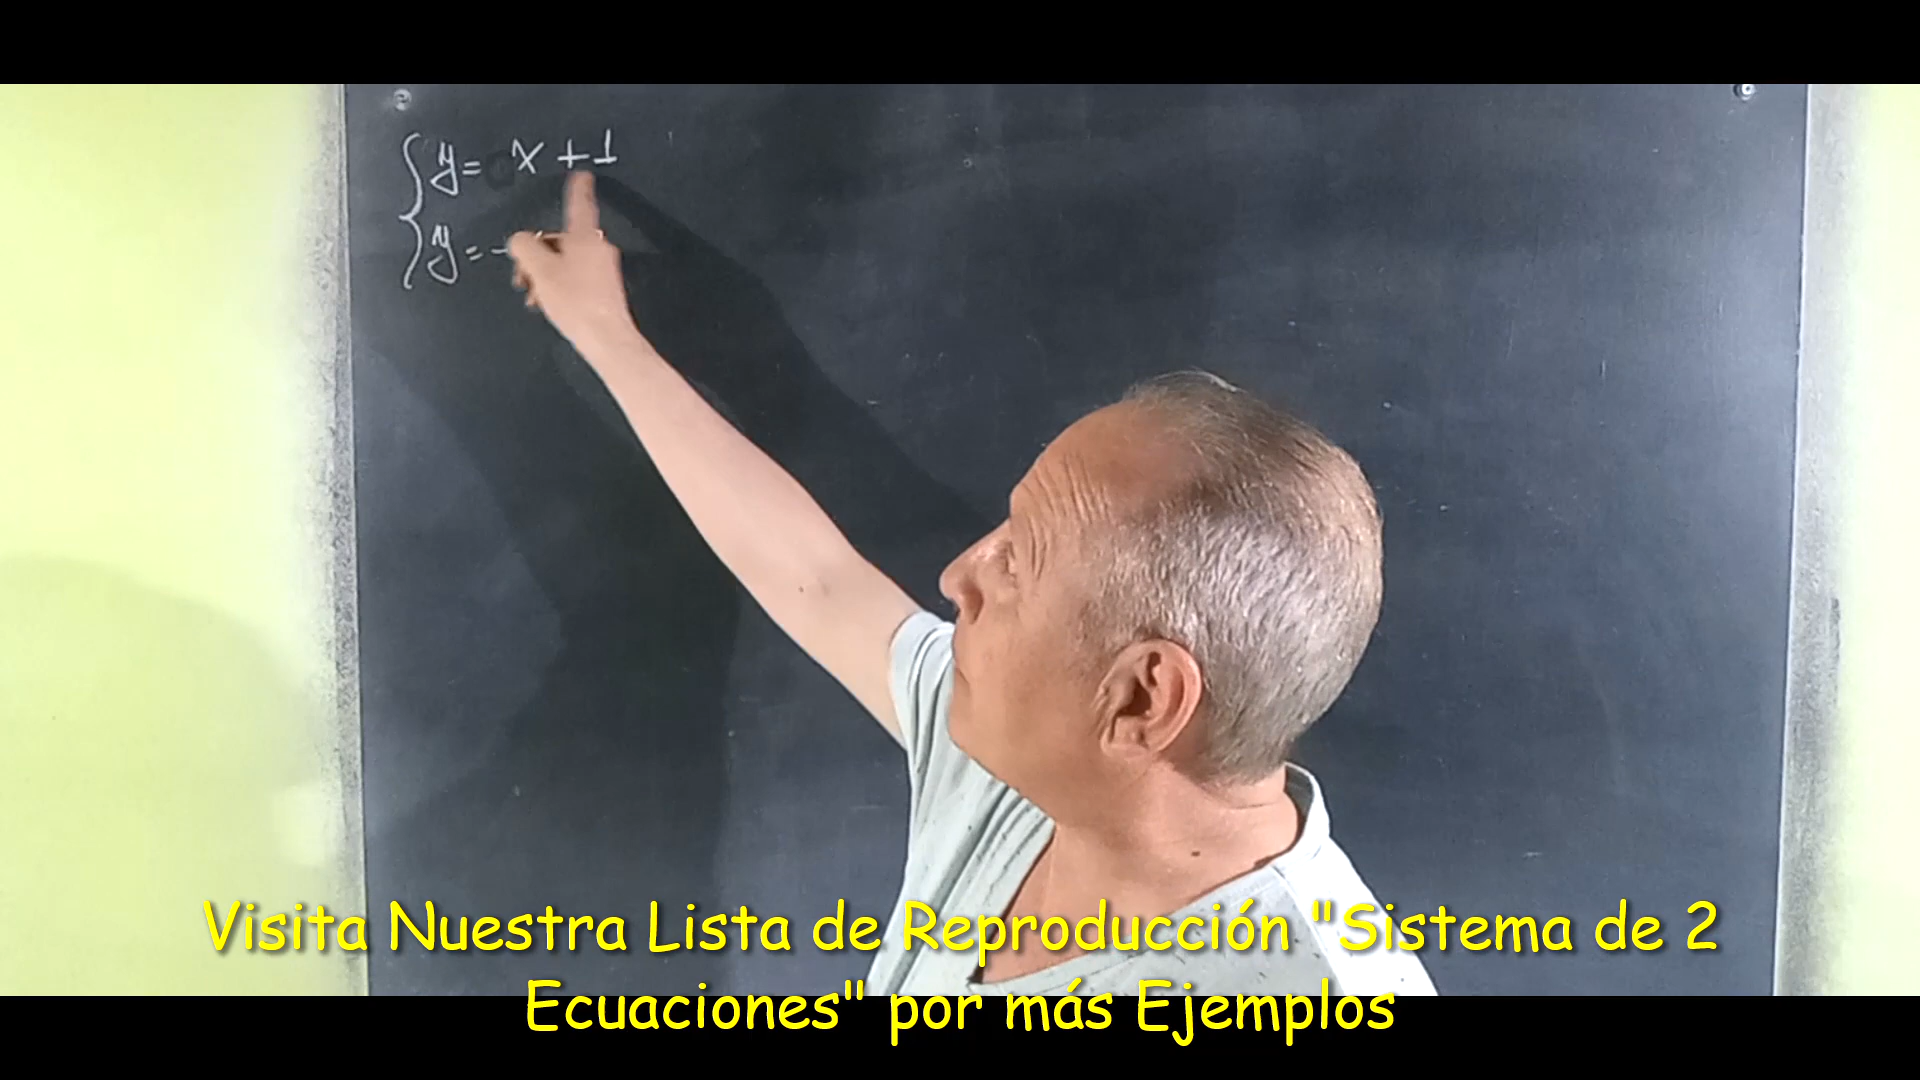 y = x + 1
y = -
Visita Nuestra Lista de Reproducción "Sistema de 2
Ecuaciones" por más Ejemplos